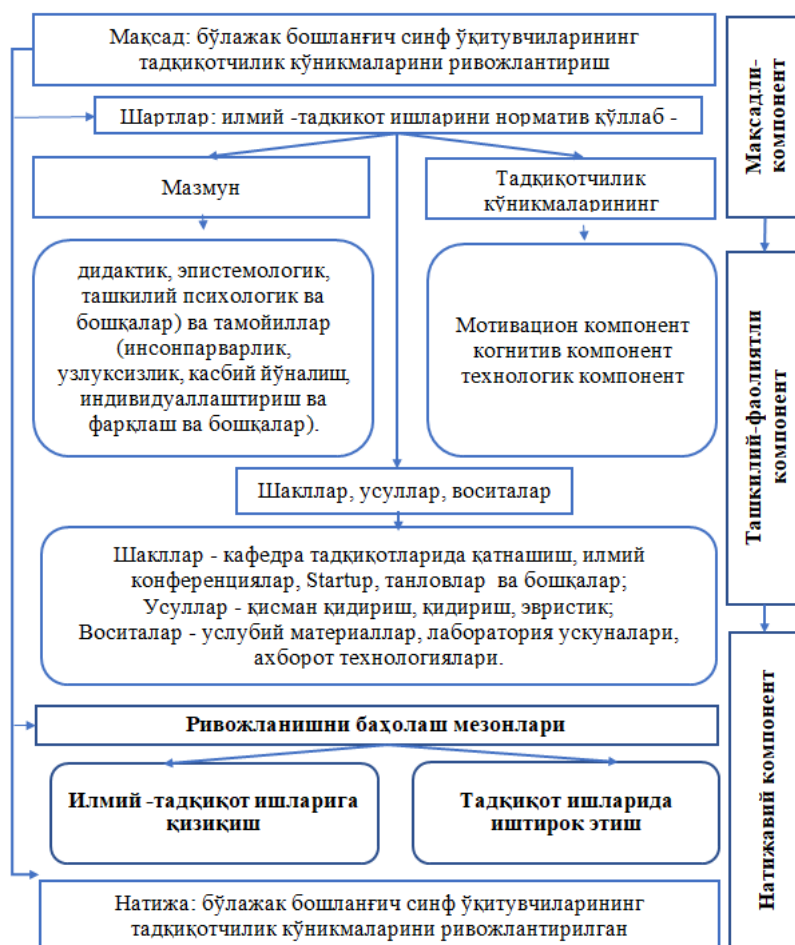 Мақсад: бўлажак бошланғич синф ўқитувчиларининг
тадқиқотчилик кўникмаларини ривожлантириш
Шартлар: илмий -тадкикот ишларини норматив қўллаб -
Мазмун
Тадқиқотчилик
кўникмаларининг
дидактик, эпистемологик,
ташкилий психологик ва
бошқалар) ва тамойиллар
(инсонпарварлик,
узлуксизлик, касбий йўналиш,
индивидуаллаштириш ва
фарқлаш ва бошқалар).
Мотивацион компонент
когнитив компонент
технологик компонент
Шакллар, усуллар, воситалар
Шакллар - кафедра тадқиқотларида қатнашиш, илмий
конференциялар, Startup, танловлар ва бошқалар;
Усуллар - қисман қидириш, қидириш, эвристик;
Воситалар - услубий материаллар, лаборатория ускуналари,
ахборот технологиялари.
Ривожланишни баҳолаш мезонлари
Илмий -тадқиқот ишларига
қизиқиш
Тадқиқот ишларида
иштирок этиш
Натижа: бўлажак бошланғич синф ўқитувчиларининг
тадқиқотчилик кўникмаларини ривожлантирилган
Мақсадли-
компонент
Ташкилий-фаолиятли
компонент
Натижавий компонент